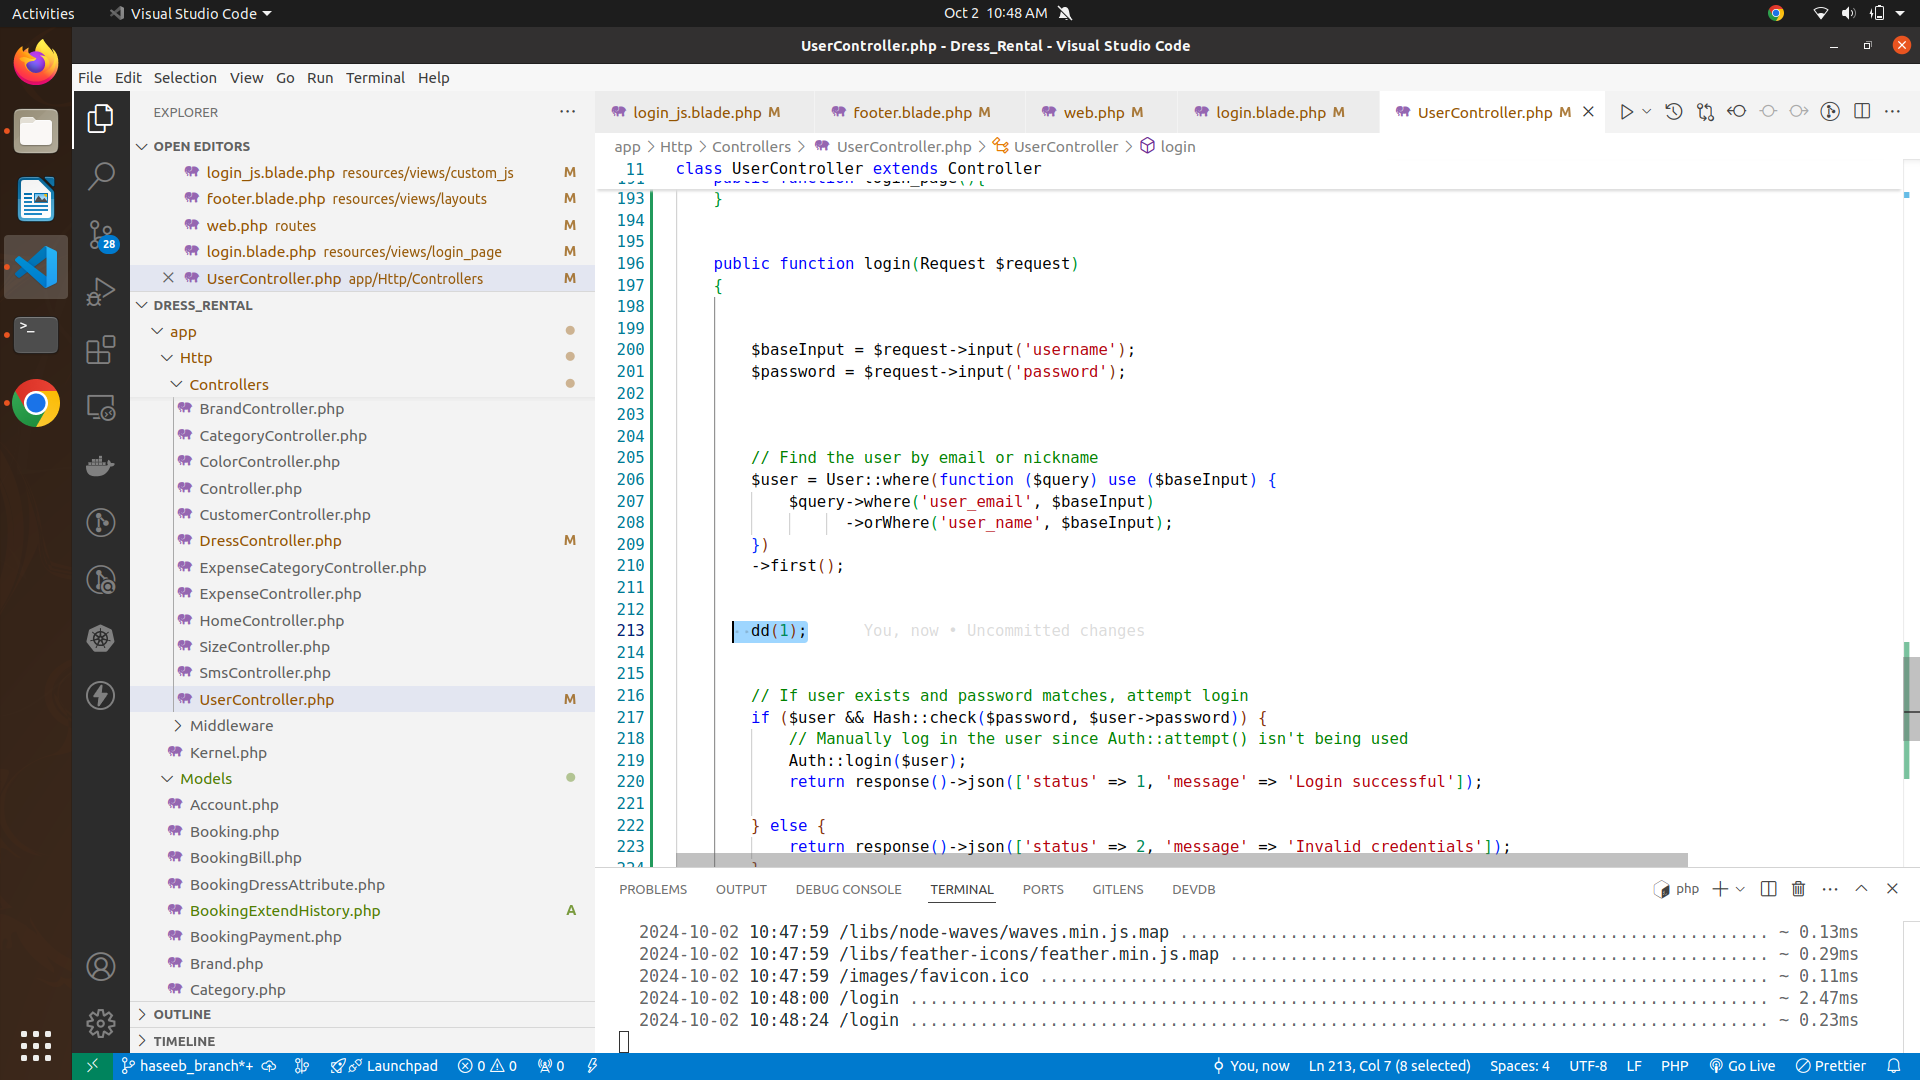 Activities
Visual Studio Code
Oct 2 10:48 AM
UserController.php - Dress_Rental - Visual Studio Code
File Edit Selection View Go Run Terminal Help
EXPLORER
OPEN EDITORS
login_js.blade.php resources/views/custom_js M
footer.blade.php resources/views/layouts M
web.php routes M
login.blade.php resources/views/login_page M
UserController.php app/Http/Controllers M
DRESS_RENTAL
app
Http
Controllers
BrandController.php
CategoryController.php
ColorController.php
Controller.php
CustomerController.php
DressController.php M
ExpenseCategoryController.php
ExpenseController.php
HomeController.php
SizeController.php
SmsController.php
UserController.php M
Middleware
Kernel.php
Models
Account.php
Booking.php
BookingBill.php
BookingDressAttribute.php
BookingExtendHistory.php A
BookingPayment.php
Brand.php
Category.php
OUTLINE
TIMELINE
28
login_js.blade.php M footer.blade.php M web.php M login.blade.php M UserController.php M
app > Http > Controllers > UserController.php > UserController > login
11 class UserController extends Controller
191 public function login_page(){
193 }
194
195
196 public function login(Request $request)
197 {
198
199
200 $baseInput = $request->input('username');
201 $password = $request->input('password');
202
203
204
205 // Find the user by email or nickname
206 $user = User::where(function ($query) use ($baseInput) {
207 $query->where('user_email', $baseInput)
208 ->orWhere('user_name', $baseInput);
209 })
210 ->first();
211
212
213 dd(1); You, now • Uncommitted changes
214
215
216 // If user exists and password matches, attempt login
217 if ($user && Hash::check($password, $user->password)) {
218 // Manually log in the user since Auth::attempt() isn't being used
219 Auth::login($user);
220 return response()->json(['status' => 1, 'message' => 'Login successful']);
221
222 } else {
223 return response()->json(['status' => 2, 'message' => 'Invalid credentials']);
224 }
PROBLEMS OUTPUT DEBUG CONSOLE TERMINAL PORTS GITLENS DEVDB
php
2024-10-02 10:47:59 /libs/node-waves/waves.min.js.map ........................................................... ~ 0.13ms
2024-10-02 10:47:59 /libs/feather-icons/feather.min.js.map ...................................................... ~ 0.29ms
2024-10-02 10:47:59 /images/favicon.ico ......................................................................... ~ 0.11ms
2024-10-02 10:48:00 /login ...................................................................................... ~ 2.47ms
2024-10-02 10:48:24 /login ...................................................................................... ~ 0.23ms
haseeb_branch*+ Launchpad 0 0 0 You, now Ln 213, Col 7 (8 selected) Spaces: 4 UTF-8 LF PHP Go Live Prettier